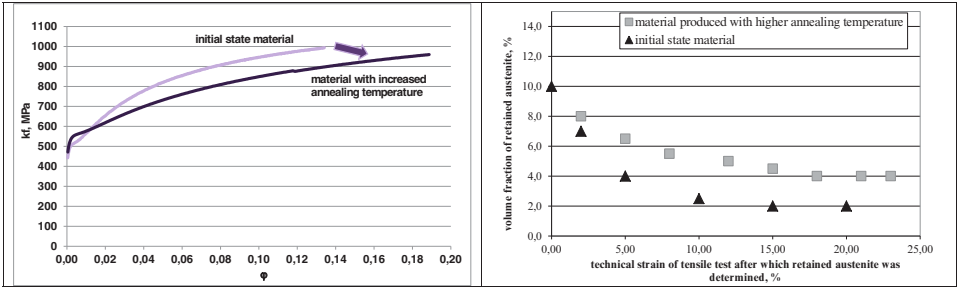 1100
1000
900
800
700
600
500
400
300
200
100
0
kf, MPa
initial state material
material with increased
annealing temperature
0,00 0,02 0,04 0,06 0,08 0,10 0,12 0,14 0,16 0,18 0,20
φ
14,0
12,0
10,0
8,0
6,0
4,0
2,0
0,0
volume fraction of retained austenite, %
material produced with higher annealing temperature
initial state material
0,00 5,00 10,00 15,00 20,00 25,00
technical strain of tensile test after which retained austenite was
determined, %